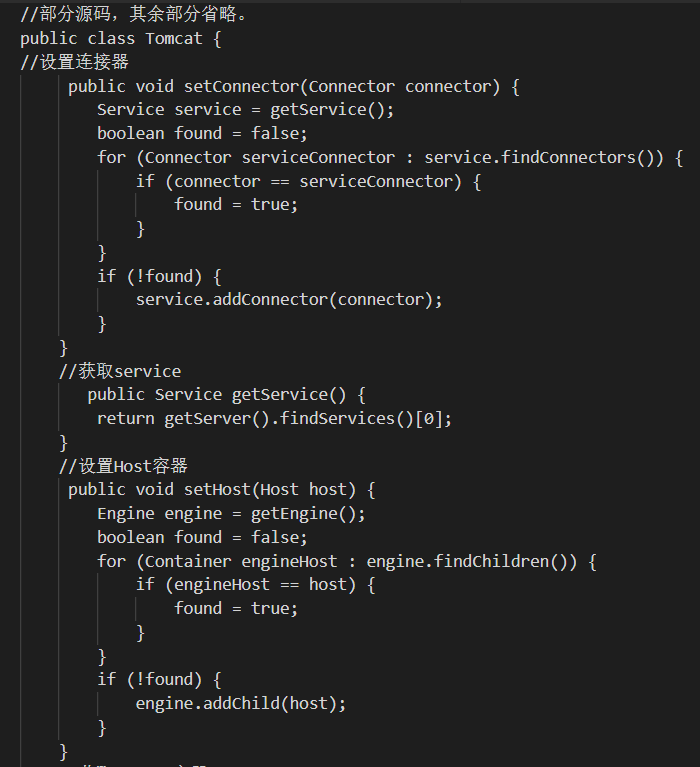 //部分源码，其余部分省略。
public class Tomcat {
//设置连接器
public void setConnector(Connector connector) {
Service service = getService();
boolean found = false;
for (Connector serviceConnector : service.findConnectors()) {
if (connector == serviceConnector) {
found = true;
}
}
if (!found) {
service.addConnector(connector);
}
}
//获取service
public Service getService() {
return getServer().findServices()[0];
}
//设置Host容器
public void setHost(Host host) {
Engine engine = getEngine();
boolean found = false;
for (Container engineHost : engine.findChildren()) {
if (engineHost == host) {
found = true;
}
}
if (!found) {
engine.addChild(host);
}
}